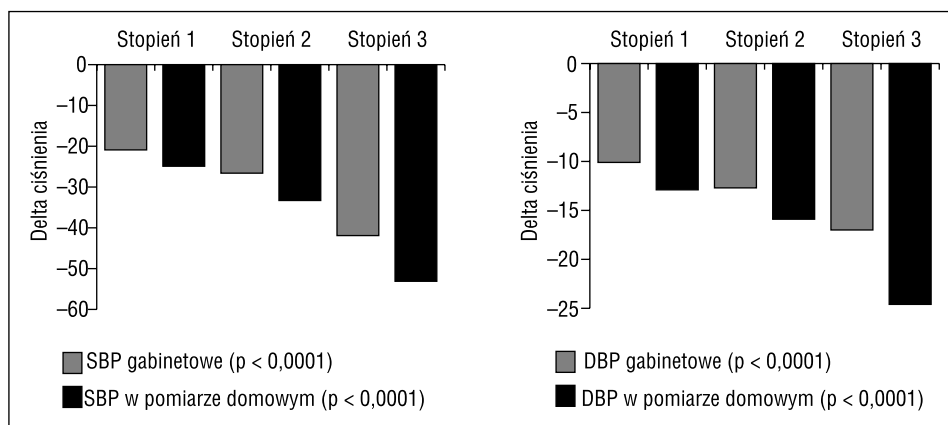 Stopień 1 Stopień 2 Stopień 3
0
–10
–20
–30
–40
–50
–60
Delta ciśnienia
SBP gabinetowe (p < 0,0001)
SBP w pomiarze domowym (p < 0,0001)
Stopień 1 Stopień 2 Stopień 3
0
–5
–10
–15
–20
–25
Delta ciśnienia
DBP gabinetowe (p < 0,0001)
DBP w pomiarze domowym (p < 0,0001)